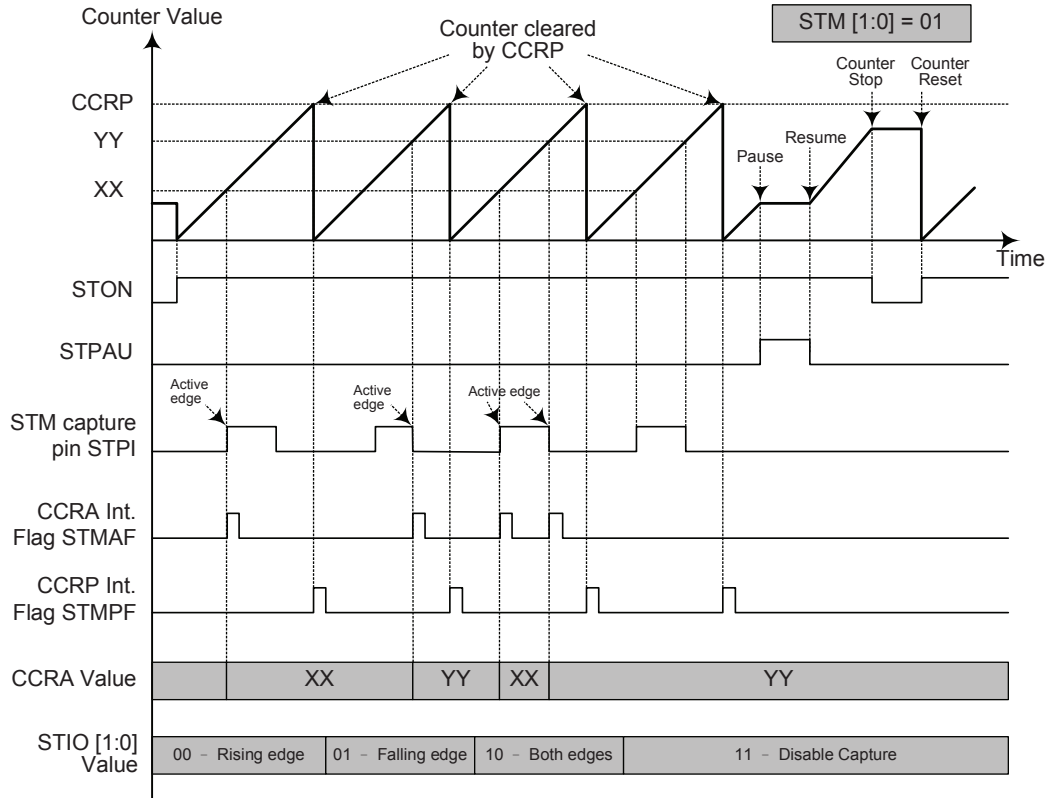 Counter Value
Counter cleared
by CCRP
STM [1:0] = 01
Counter
Stop
Counter
Reset
CCRP
YY
XX
Pause
Resume
Time
STON
STPAU
Active
edge
Active
edge
Active edge
STM capture
pin STPI
CCRA Int.
Flag STMAF
CCRP Int.
Flag STMPF
CCRA Value
XX
YY
XX
YY
STIO [1:0]
Value
00 – Rising edge
01 – Falling edge
10 – Both edges
11 – Disable Capture